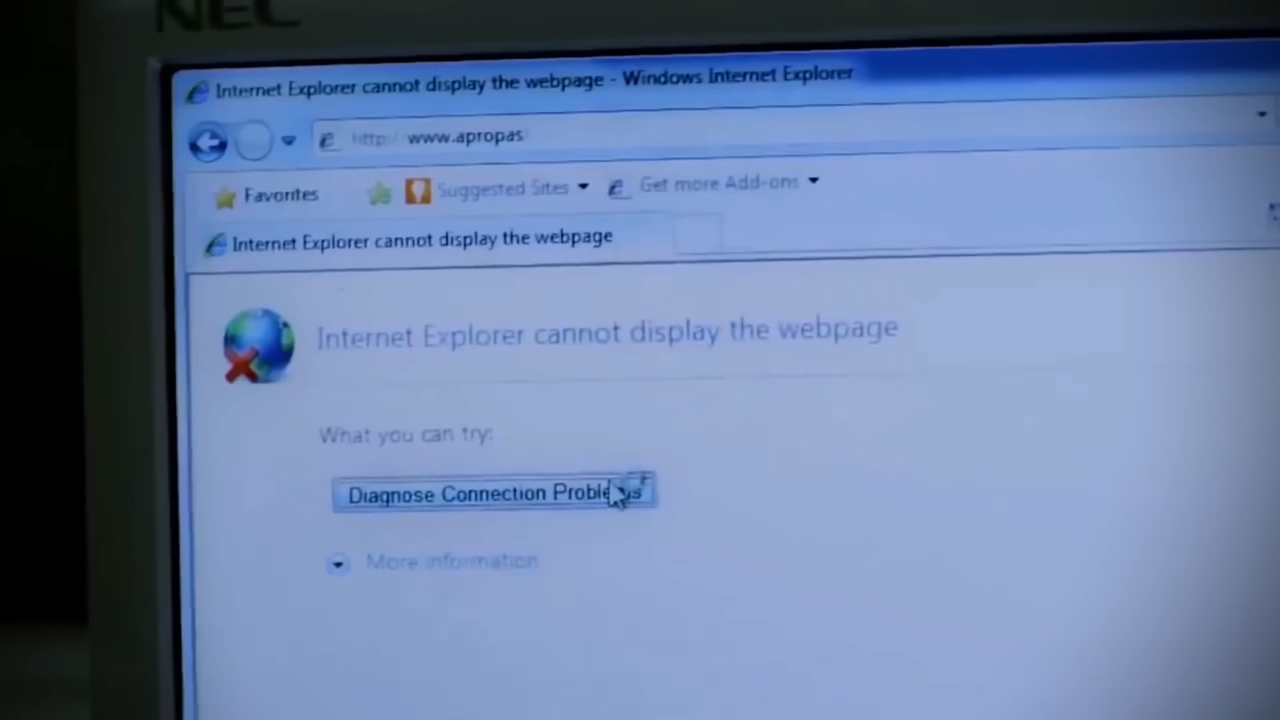 NEC
Internet Explorer cannot display the webpage - Windows Internet Explorer
http: www.apropas
Favorites Suggested Sites Get more Add-ons
Internet Explorer cannot display the webpage
Internet Explorer cannot display the webpage
What you can try:
Diagnose Connection Problems
More information